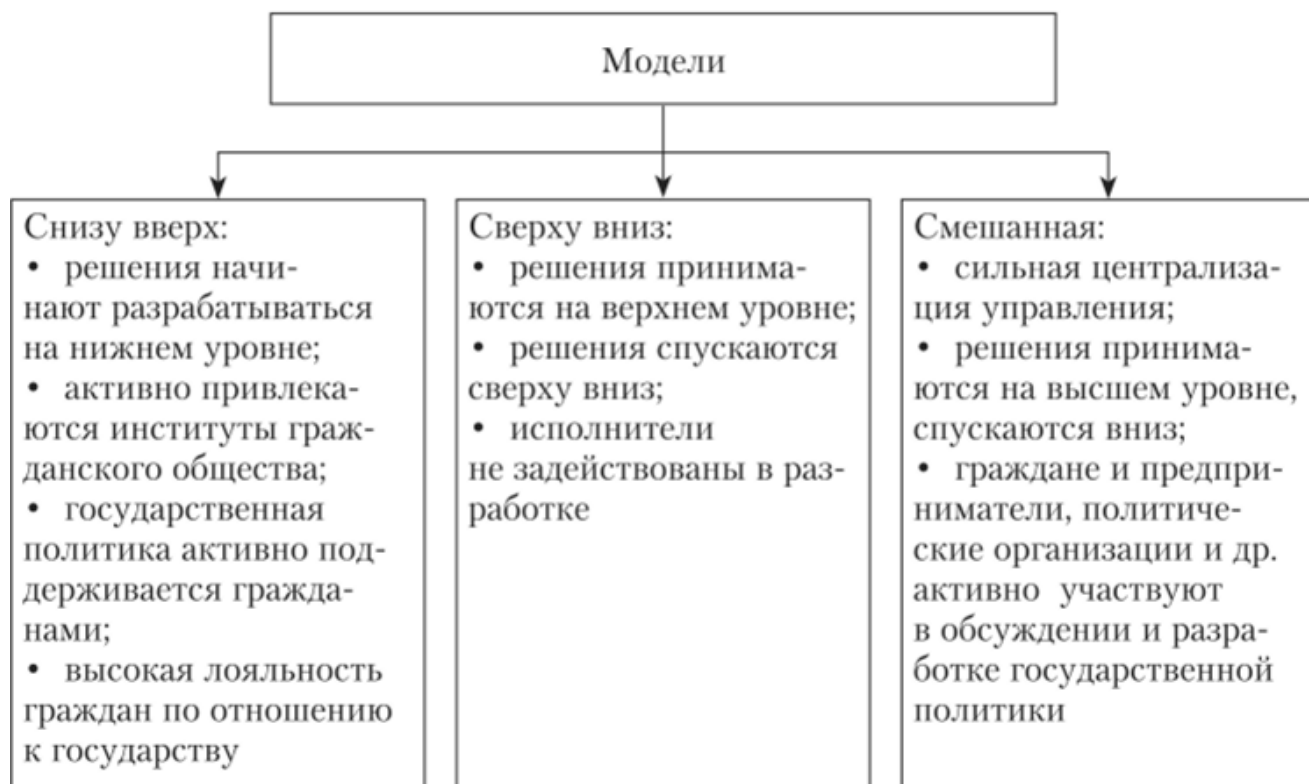 Модели
Снизу вверх:
• решения начи-
нают разрабатываться
на нижнем уровне;
• активно привлека-
ются институты граж-
данского общества;
• государственная
политика активно под-
держивается гражда-
нами;
• высокая лояльность
граждан по отношению
к государству
Сверху вниз:
• решения принима-
ются на верхнем уровне;
• решения спускаются
сверху вниз;
• исполнители
не задействованы в раз-
работке
Смешанная:
• сильная централиза-
ция управления;
• решения принима-
ются на высшем уровне,
спускаются вниз;
• граждане и предпри-
ниматели, политиче-
ские организации и др.
активно участвуют
в обсуждении и разра-
ботке государственной
политики